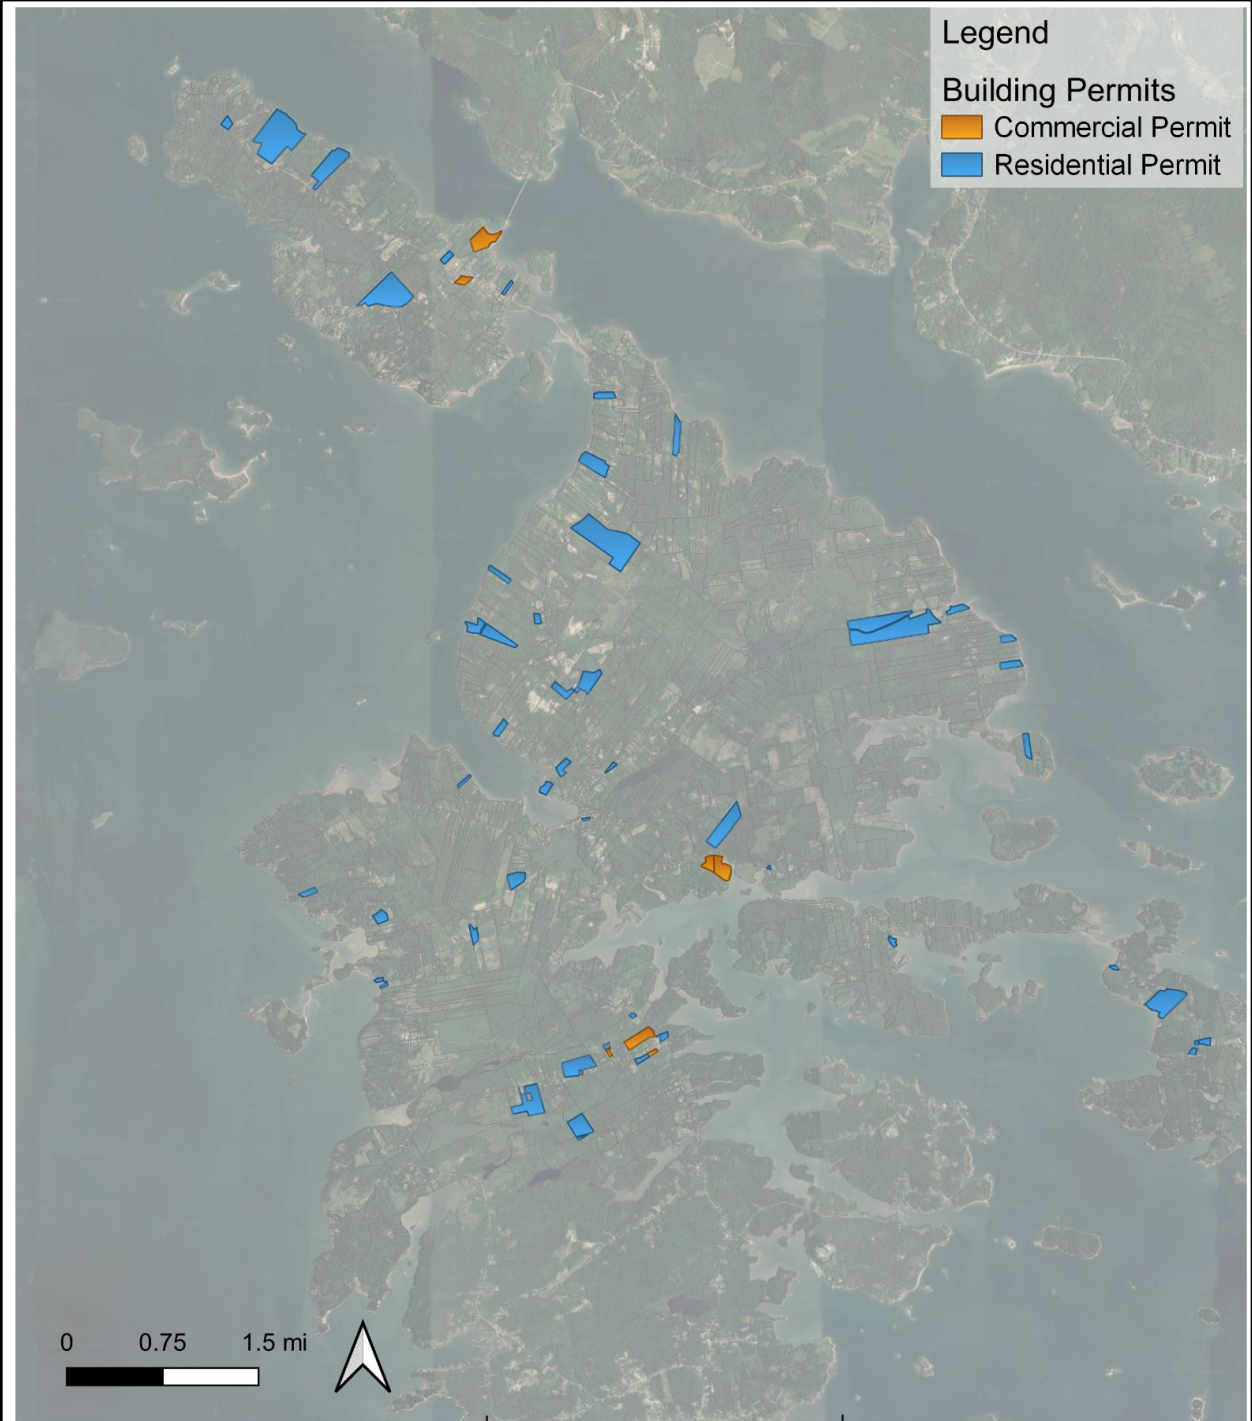 Legend
Building Permits
Commercial Permit
Residential Permit
0 0.75 1.5 mi